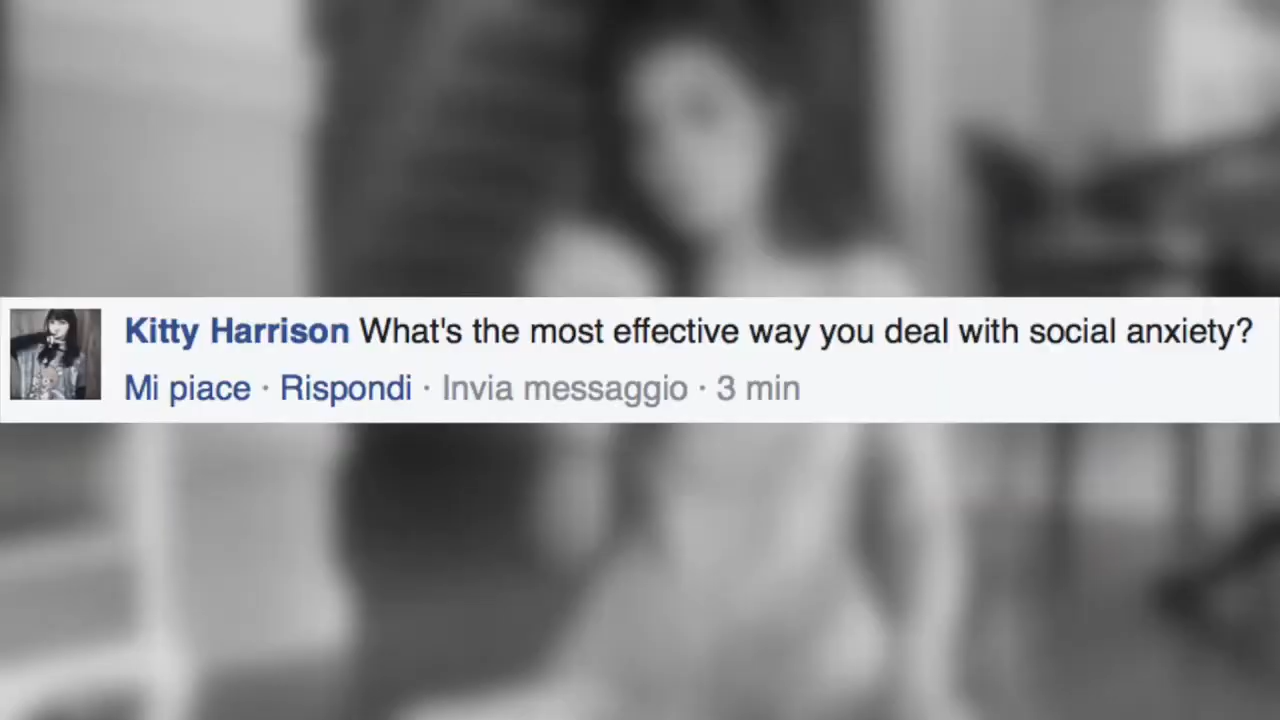 Kitty Harrison What's the most effective way you deal with social anxiety?
Mi piace · Rispondi · Invia messaggio · 3 min